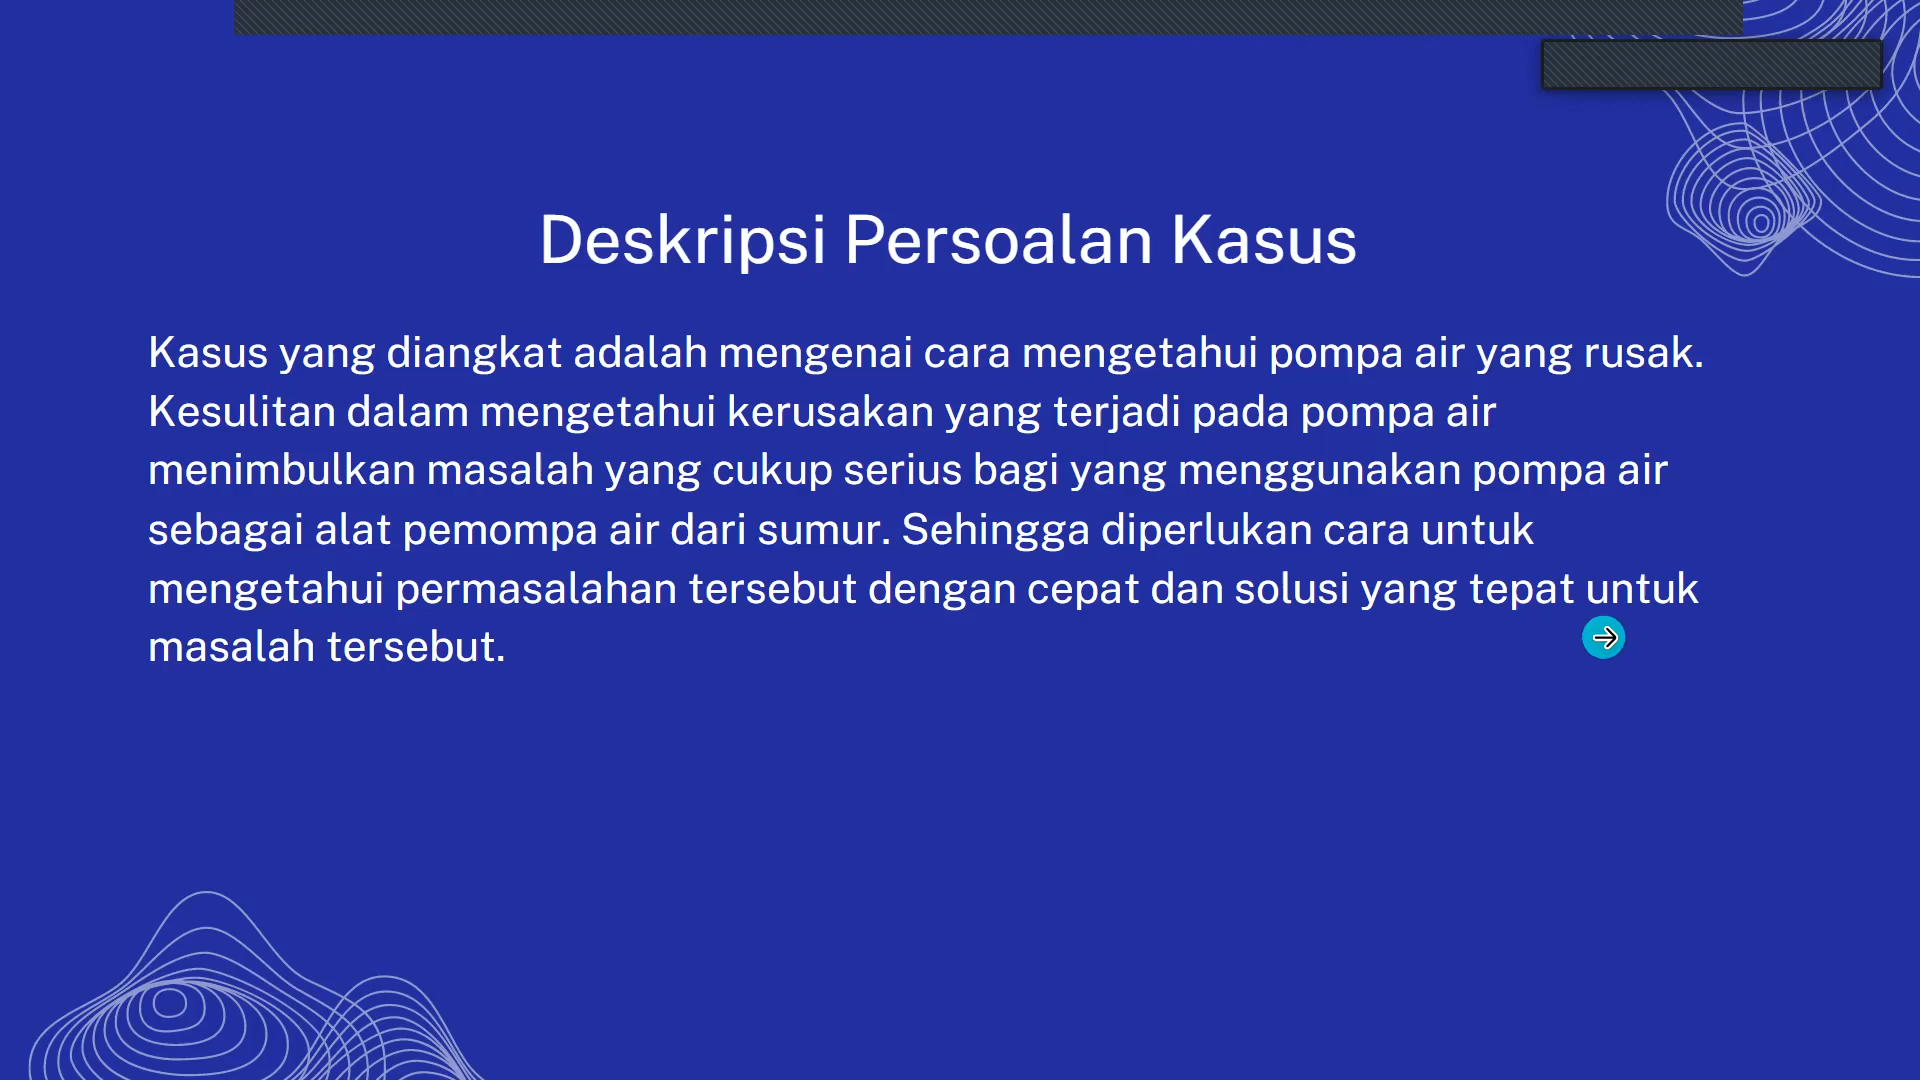 Deskripsi Persoalan Kasus
Kasus yang diangkat adalah mengenai cara mengetahui pompa air yang rusak.
Kesulitan dalam mengetahui kerusakan yang terjadi pada pompa air
menimbulkan masalah yang cukup serius bagi yang menggunakan pompa air
sebagai alat pemompa air dari sumur. Sehingga diperlukan cara untuk
mengetahui permasalahan tersebut dengan cepat dan solusi yang tepat untuk
masalah tersebut.